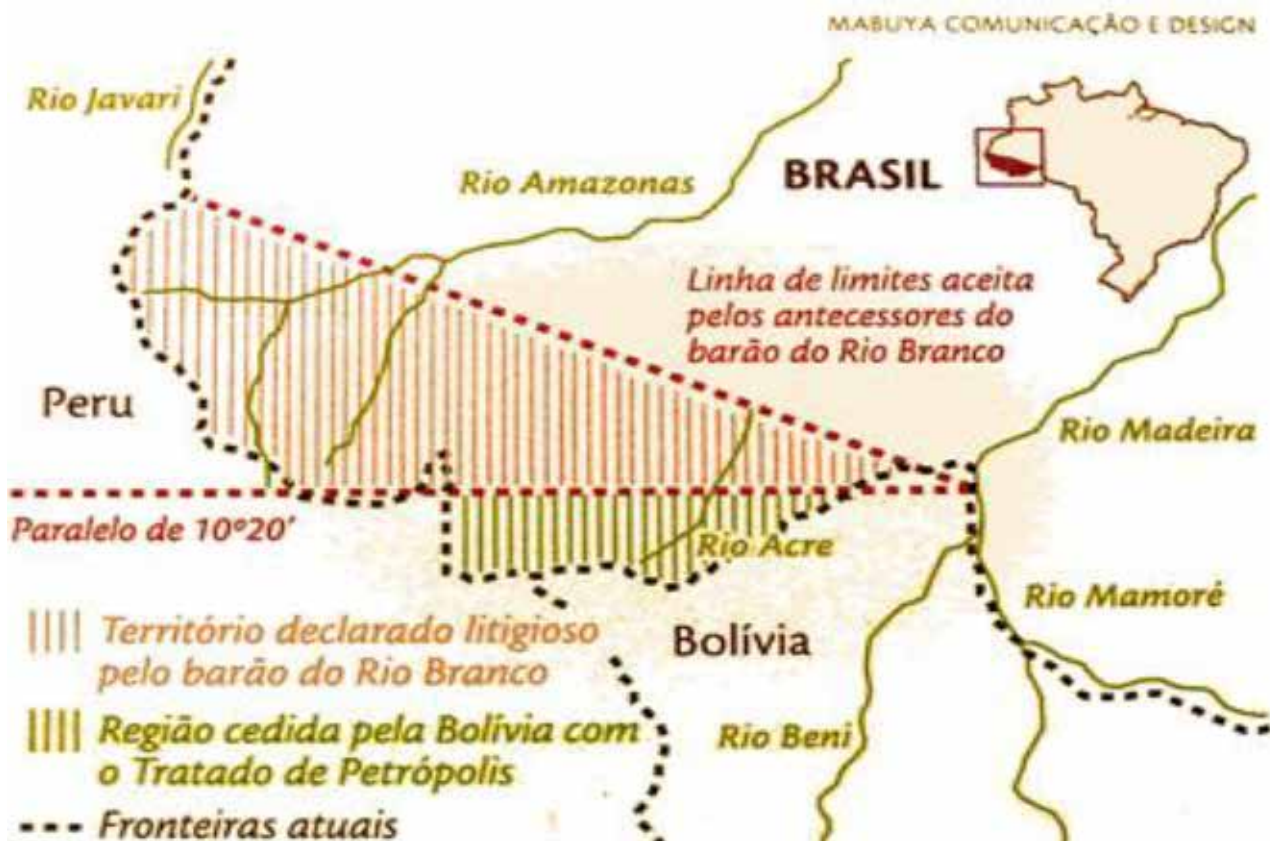 MABUYA COMUNICAÇÃO E DESIGN
Rio Javari
Rio Amazonas
BRASIL
Linha de limites aceita
pelos antecessores do
barão do Rio Branco
Peru
Rio Madeira
Paralelo de 10º20'
Rio Acre
Rio Mamoré
Bolívia
Território declarado litigioso
pelo barão do Rio Branco
Região cedida pela Bolívia com
o Tratado de Petrópolis
Rio Beni
Fronteiras atuais